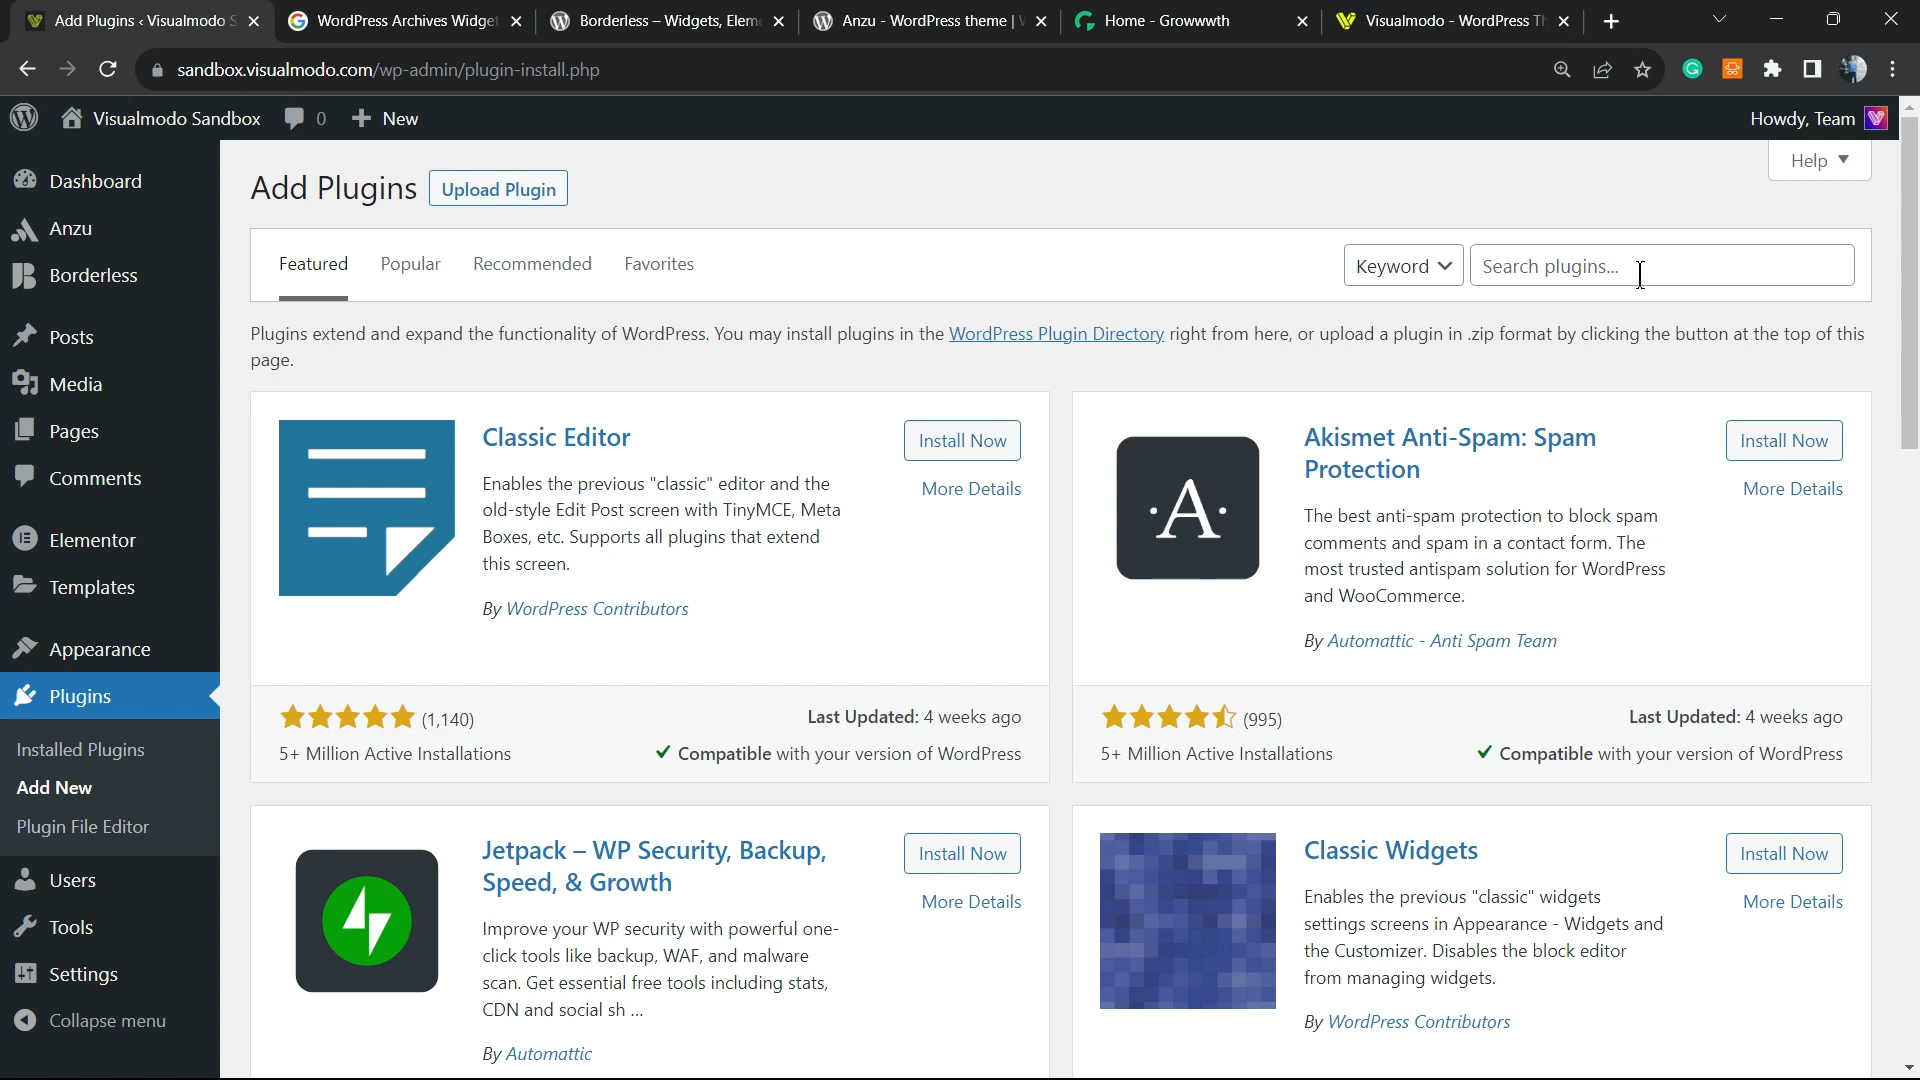 Add Plugins ‹ Visualmodo S
WordPress Archives Widget
Borderless – Widgets, Elem
Anzu - WordPress theme |
Home - Growwwth
Visualmodo - WordPress Th
sandbox.visualmodo.com/wp-admin/plugin-install.php
Visualmodo Sandbox 0 New
Howdy, Team
Dashboard
Anzu
Borderless
Posts
Media
Pages
Comments
Elementor
Templates
Appearance
Plugins
Installed Plugins
Add New
Plugin File Editor
Users
Tools
Settings
Collapse menu
Help
Add Plugins Upload Plugin
Featured Popular Recommended Favorites
Keyword Search plugins...
Plugins extend and expand the functionality of WordPress. You may install plugins in the WordPress Plugin Directory right from here, or upload a plugin in .zip format by clicking the button at the top of this
page.
Classic Editor
Install Now
More Details
Enables the previous "classic" editor and the
old-style Edit Post screen with TinyMCE, Meta
Boxes, etc. Supports all plugins that extend
this screen.
By WordPress Contributors
(1,140)
Last Updated: 4 weeks ago
5+ Million Active Installations
Compatible with your version of WordPress
A
Akismet Anti-Spam: Spam
Protection
Install Now
More Details
The best anti-spam protection to block spam
comments and spam in a contact form. The
most trusted antispam solution for WordPress
and WooCommerce.
By Automattic - Anti Spam Team
(995)
Last Updated: 4 weeks ago
5+ Million Active Installations
Compatible with your version of WordPress
Jetpack – WP Security, Backup,
Speed, & Growth
Install Now
More Details
Improve your WP security with powerful one-
click tools like backup, WAF, and malware
scan. Get essential free tools including stats,
CDN and social sh ...
By Automattic
Classic Widgets
Install Now
More Details
Enables the previous "classic" widgets
settings screens in Appearance - Widgets and
the Customizer. Disables the block editor
from managing widgets.
By WordPress Contributors